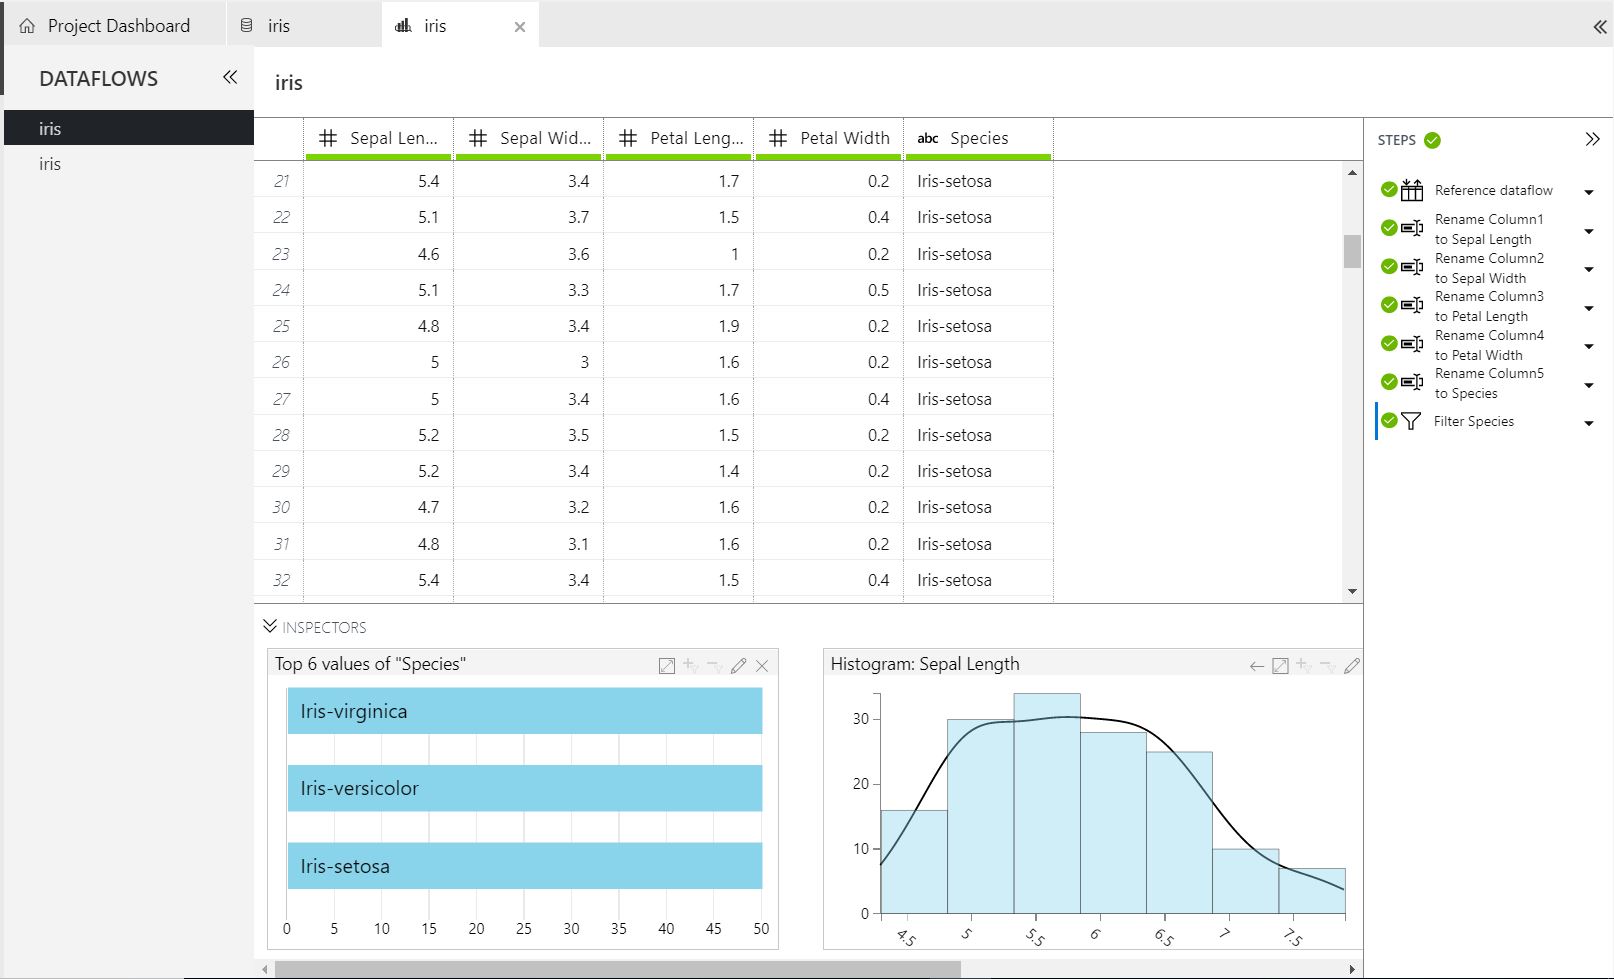 Project Dashboard
iris
iris
DATAFLOWS
iris
iris
iris
Sepal Len... Sepal Wid... Petal Leng... Petal Width abc Species
21 5.4 3.4 1.7 0.2 Iris-setosa
22 5.1 3.7 1.5 0.4 Iris-setosa
23 4.6 3.6 1 0.2 Iris-setosa
24 5.1 3.3 1.7 0.5 Iris-setosa
25 4.8 3.4 1.9 0.2 Iris-setosa
26 5 3 1.6 0.2 Iris-setosa
27 5 3.4 1.6 0.4 Iris-setosa
28 5.2 3.5 1.5 0.2 Iris-setosa
29 5.2 3.4 1.4 0.2 Iris-setosa
30 4.7 3.2 1.6 0.2 Iris-setosa
31 4.8 3.1 1.6 0.2 Iris-setosa
32 5.4 3.4 1.5 0.4 Iris-setosa
STEPS
Reference dataflow
Rename Column1
to Sepal Length
Rename Column2
to Sepal Width
Rename Column3
to Petal Length
Rename Column4
to Petal Width
Rename Column5
to Species
Filter Species
INSPECTORS
Top 6 values of "Species"
Iris-virginica
Iris-versicolor
Iris-setosa
0 5 10 15 20 25 30 35 40 45 50
Histogram: Sepal Length
30
20
10
0
4.5 5 5.5 6 6.5 7 7.5